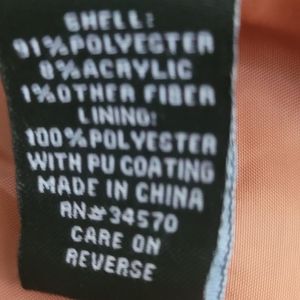 SHELL:
91% POLYESTER
8% ACRYLIC
1% OTHER FIBER
LINING:
100% POLYESTER
WITH PU COATING
MADE IN CHINA
RN# 34570
CARE ON
REVERSE